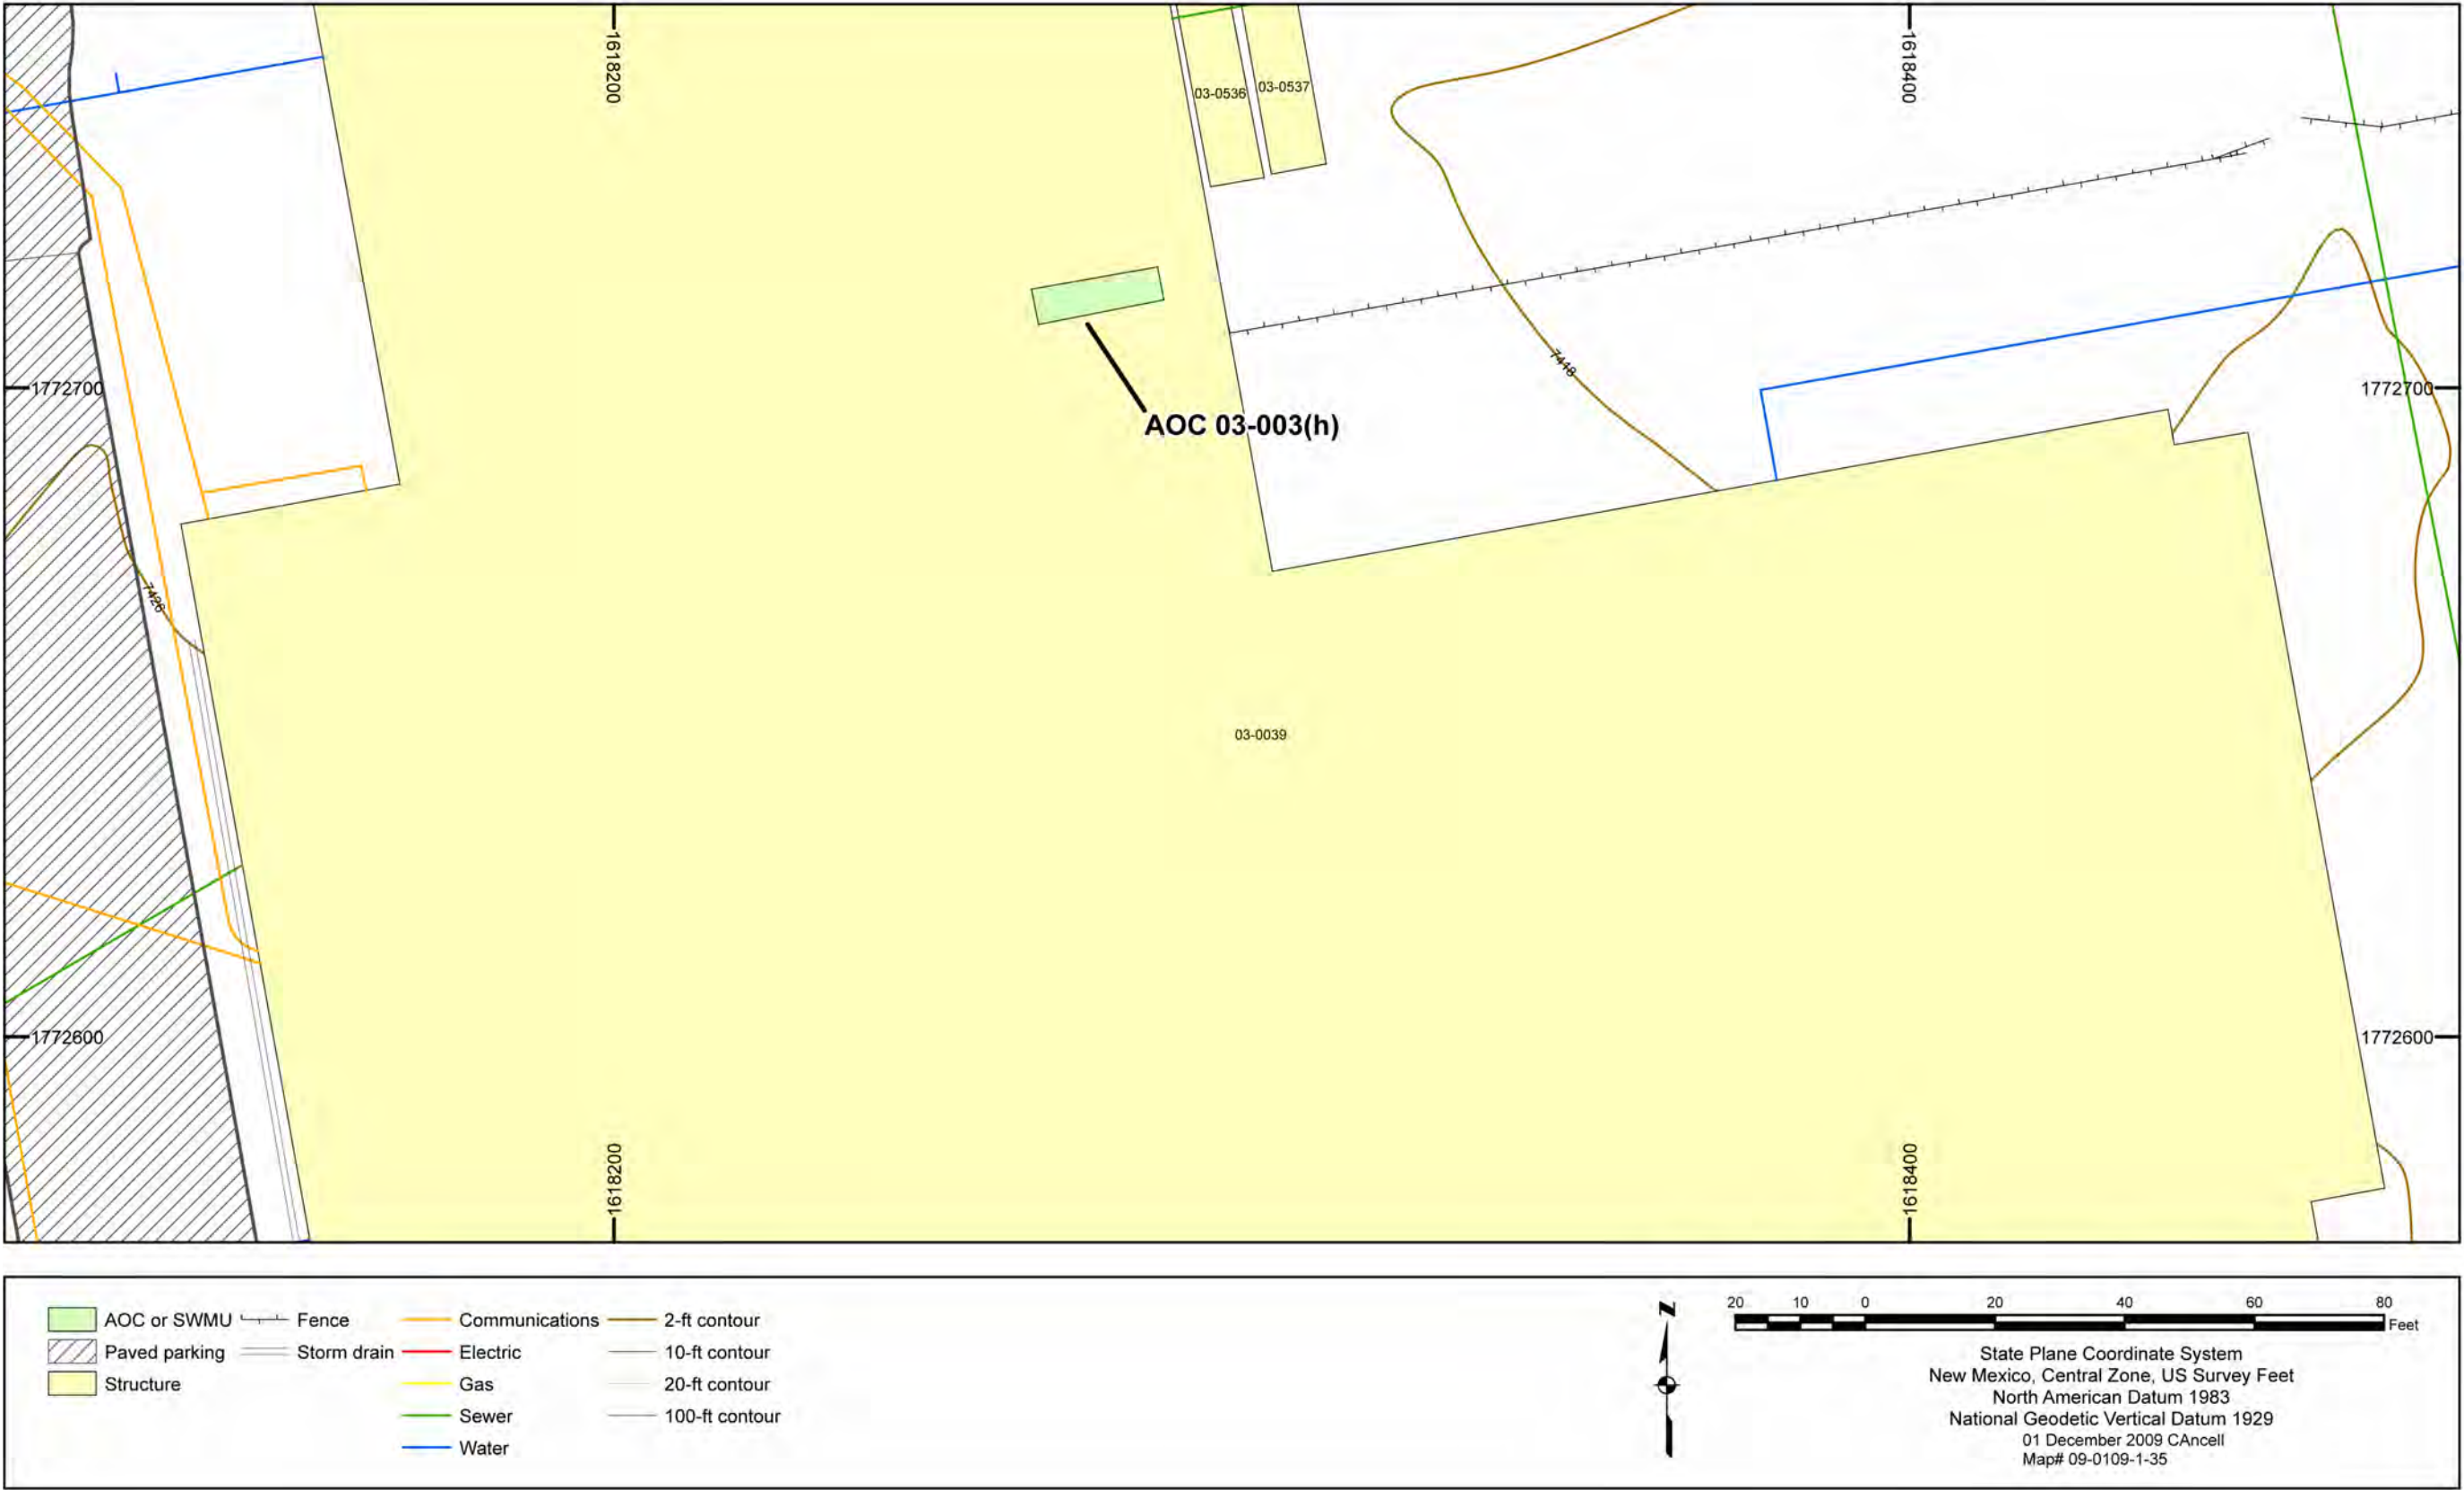 1618200
1618400
03-0536
03-0537
1772700
1772700
7418
AOC 03-003(h)
7426
03-0039
1772600
1772600
1618200
1618400
AOC or SWMU
Fence
Communications
2-ft contour
Paved parking
Storm drain
Electric
10-ft contour
Structure
Gas
20-ft contour
Sewer
100-ft contour
Water
N
20 10 0 20 40 60 80
Feet
State Plane Coordinate System
New Mexico, Central Zone, US Survey Feet
North American Datum 1983
National Geodetic Vertical Datum 1929
01 December 2009 CAncell
Map# 09-0109-1-35